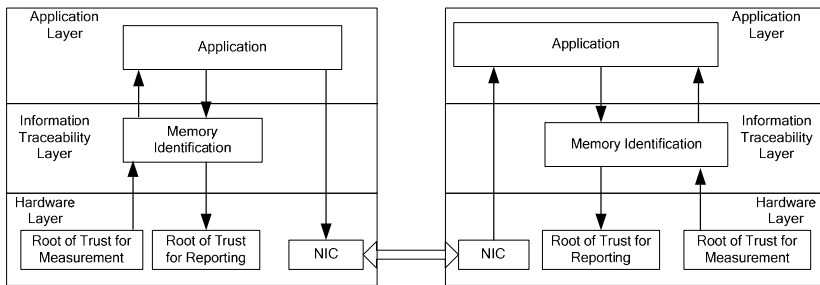 Application
Layer
Application
Information
Traceability
Layer
Memory
Identification
Hardware
Layer
Root of Trust for
Measurement
Root of Trust
for Reporting
NIC
Application
Layer
Application
Information
Traceability
Layer
Memory Identification
Hardware
Layer
NIC
Root of Trust for
Reporting
Root of Trust for
Measurement